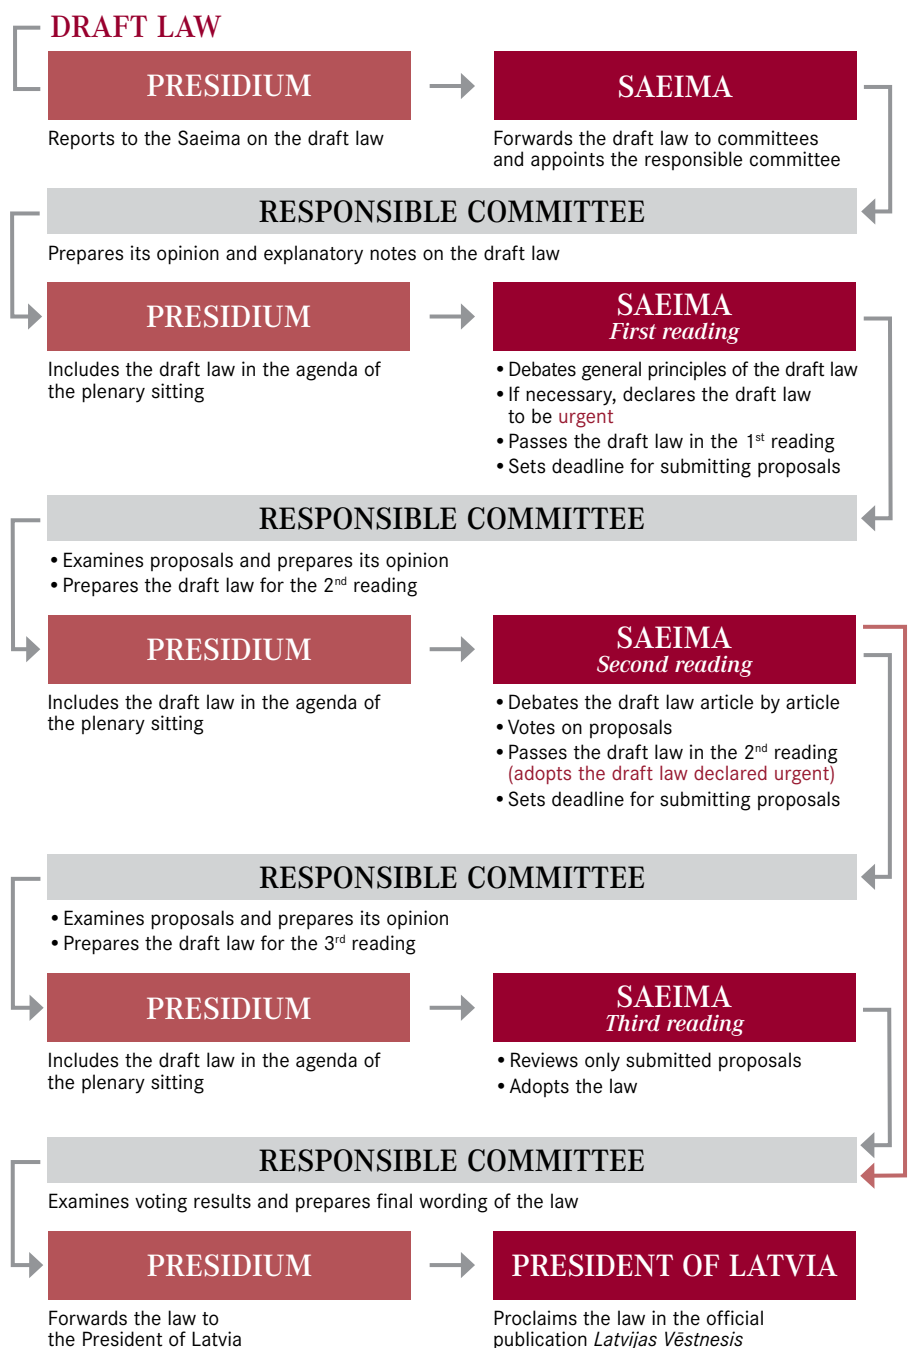 DRAFT LAW
PRESIDIUM
Reports to the Saeima on the draft law
SAEIMA
Forwards the draft law to committees
and appoints the responsible committee
RESPONSIBLE COMMITTEE
Prepares its opinion and explanatory notes on the draft law
PRESIDIUM
Includes the draft law in the agenda of
the plenary sitting
SAEIMA
First reading
• Debates general principles of the draft law
• If necessary, declares the draft law
to be urgent
• Passes the draft law in the 1st reading
• Sets deadline for submitting proposals
RESPONSIBLE COMMITTEE
• Examines proposals and prepares its opinion
• Prepares the draft law for the 2nd reading
PRESIDIUM
Includes the draft law in the agenda of
the plenary sitting
SAEIMA
Second reading
• Debates the draft law article by article
• Votes on proposals
• Passes the draft law in the 2nd reading
(adopts the draft law declared urgent)
• Sets deadline for submitting proposals
RESPONSIBLE COMMITTEE
• Examines proposals and prepares its opinion
• Prepares the draft law for the 3rd reading
PRESIDIUM
Includes the draft law in the agenda of
the plenary sitting
SAEIMA
Third reading
• Reviews only submitted proposals
• Adopts the law
RESPONSIBLE COMMITTEE
Examines voting results and prepares final wording of the law
PRESIDIUM
Forwards the law to
the President of Latvia
PRESIDENT OF LATVIA
Proclaims the law in the official
publication Latvijas Vēstnesis